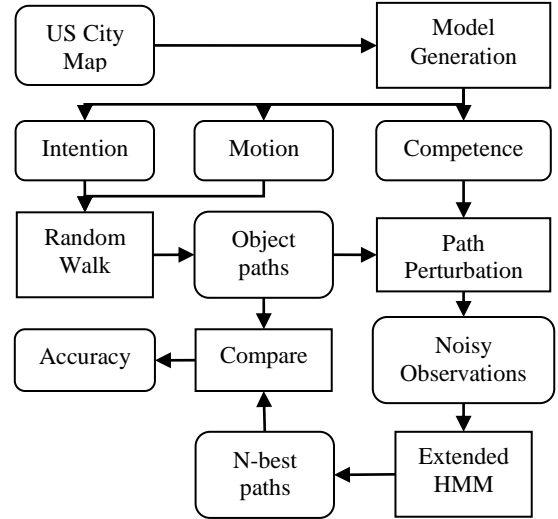 US City
Map
Model
Generation
Intention
Motion
Competence
Random
Walk
Object
paths
Path
Perturbation
Accuracy
Compare
Noisy
Observations
N-best
paths
Extended
HMM